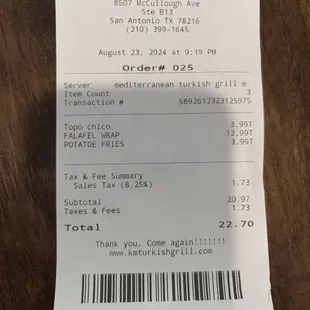 8507 McCullough Ave
Ste B13
San Antonio TX 78216
(210) 399-1645
August 23, 2024 at 9:19 PM
Order# 025
Server mediterranean turkish grill m.
Item Count 3
Transaction # 5892612323125975
Topo chico 3.99T
FALAFEL WRAP 12.99T
POTATOE FRIES 3.99T
Tax & Fee Summary
Sales Tax (8.25%) 1.73
Subtotal 20.97
Taxes & Fees 1.73
Total 22.70
Thank you, Come again!!!!!!!
www.kmturkishgrill.com